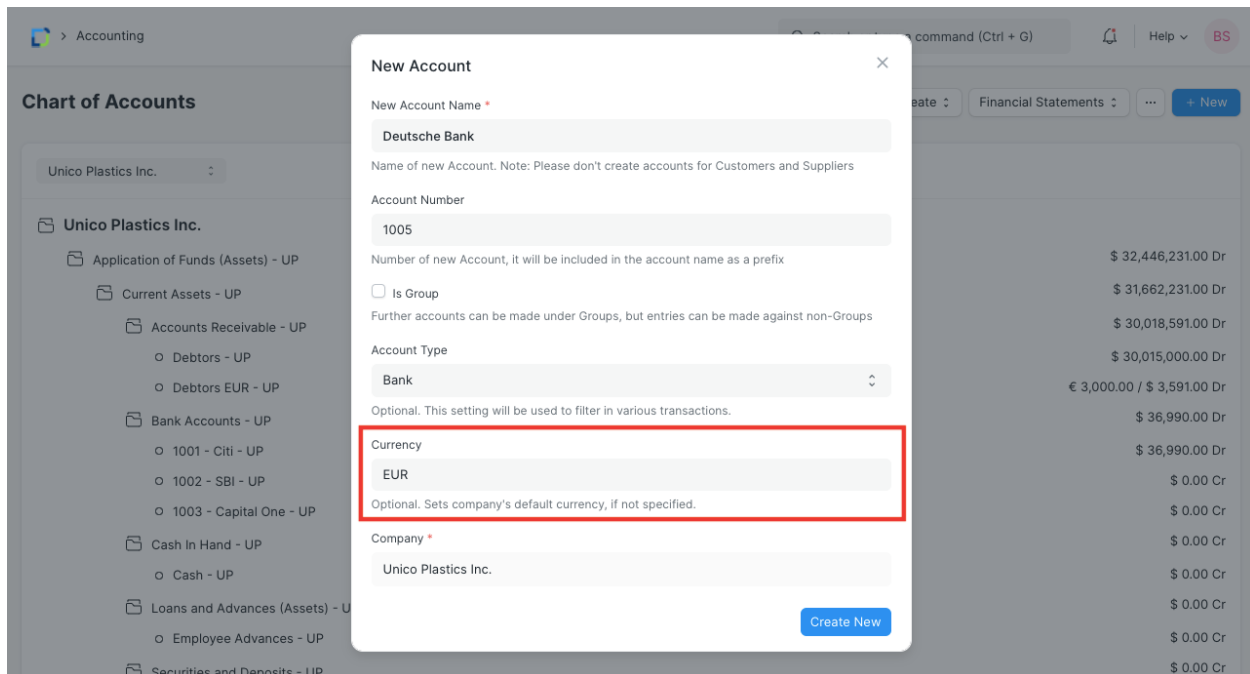 > Accounting
command (Ctrl + G)
Help
BS
Chart of Accounts
eate
Financial Statements
...
+ New
Unico Plastics Inc.
Unico Plastics Inc.
Application of Funds (Assets) - UP
$ 32,446,231.00 Dr
Current Assets - UP
$ 31,662,231.00 Dr
Accounts Receivable - UP
$ 30,018,591.00 Dr
Debtors - UP
$ 30,015,000.00 Dr
Debtors EUR - UP
€ 3,000.00 / $ 3,591.00 Dr
Bank Accounts - UP
$ 36,990.00 Dr
1001 - Citi - UP
$ 36,990.00 Dr
1002 - SBI - UP
$ 0.00 Cr
1003 - Capital One - UP
$ 0.00 Cr
Cash In Hand - UP
$ 0.00 Cr
Cash - UP
$ 0.00 Cr
Loans and Advances (Assets) - U
$ 0.00 Cr
Employee Advances - UP
$ 0.00 Cr
Securities and Deposits - UP
$ 0.00 Cr
New Account
New Account Name *
Deutsche Bank
Name of new Account. Note: Please don't create accounts for Customers and Suppliers
Account Number
1005
Number of new Account, it will be included in the account name as a prefix
Is Group
Further accounts can be made under Groups, but entries can be made against non-Groups
Account Type
Bank
Optional. This setting will be used to filter in various transactions.
Currency
EUR
Optional. Sets company's default currency, if not specified.
Company *
Unico Plastics Inc.
Create New